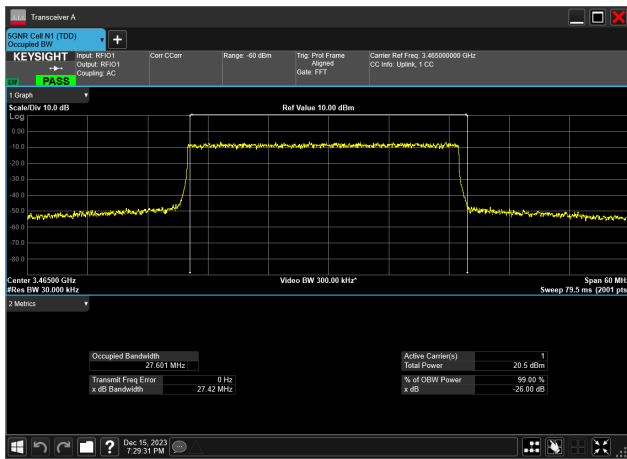 Transceiver A
5GNR Cell N1 (TDD)
Occupied BW
KEYSIGHT
LXI
PASS
Input: RFIO1
Output: RFIO1
Coupling: AC
Corr CCorr
Range: -60 dBm
Trig: Prot Frame
Aligned
Gate: FFT
Carrier Ref Freq: 3.465000000 GHz
CC Info: Uplink, 1 CC
1 Graph
Scale/Div 10.0 dB
Ref Value 10.00 dBm
Log
0.00
-10.0
-20.0
-30.0
-40.0
-50.0
-60.0
-70.0
-80.0
Center 3.46500 GHz
Video BW 300.00 kHz*
Span 60 MHz
#Res BW 30.000 kHz
Sweep 79.5 ms (2001 pts
2 Metrics
Occupied Bandwidth
27.601 MHz
Transmit Freq Error 0 Hz
x dB Bandwidth 27.42 MHz
Active Carrier(s) 1
Total Power 20.5 dBm
% of OBW Power 99.00 %
x dB -26.00 dB
?
Dec 15, 2023
7:29:31 PM